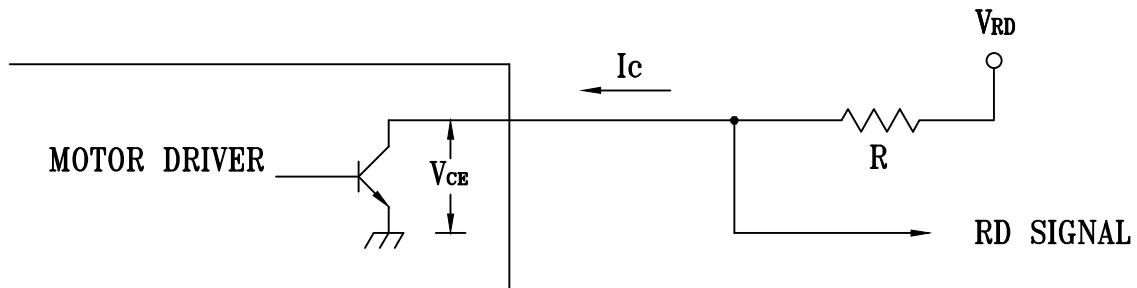 VRD
Ic
R
MOTOR DRIVER
VCE
RD SIGNAL